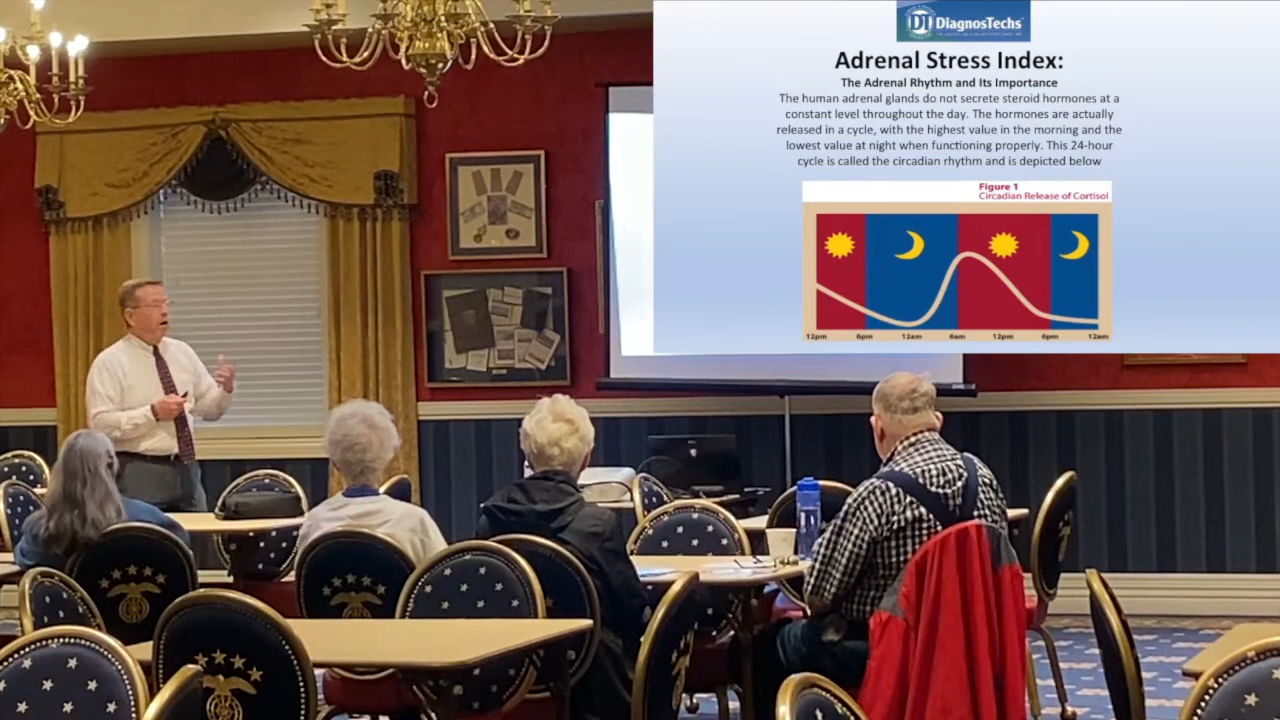 DT DiagnosTechs
Adrenal Stress Index:
The Adrenal Rhythm and Its Importance
The human adrenal glands do not secrete steroid hormones at a
constant level throughout the day. The hormones are actually
released in a cycle, with the highest value in the morning and the
lowest value at night when functioning properly. This 24-hour
cycle is called the circadian rhythm and is depicted below
Figure 1
Circadian Release of Cortisol
12pm 6pm 12am 6am 12pm 6pm 12am